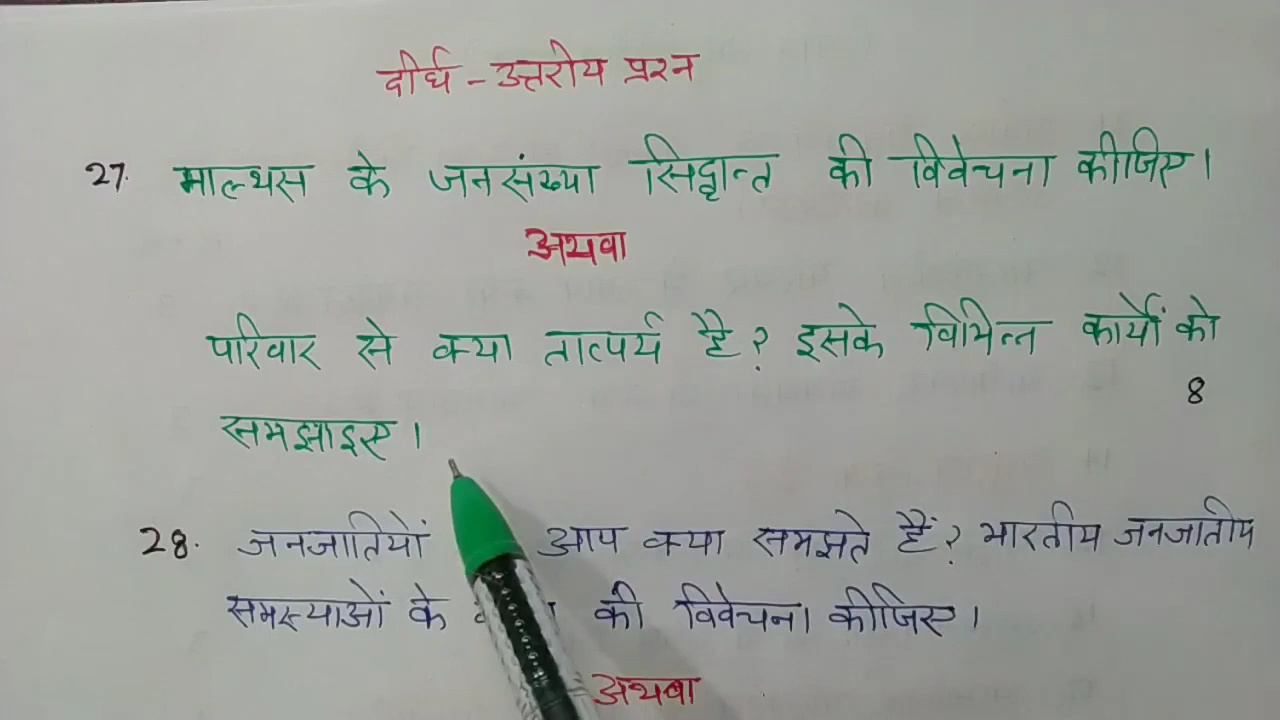 दीर्घ - उत्तरीय प्रश्न
27. माल्थस के जनसंख्या सिद्धान्त की विवेचना कीजिए।
अथवा
परिवार से क्या तात्पर्य है? इसके विभिन्न कार्यों को
8
समझाइए।
28. जनजातियों आप क्या समझते हैं? भारतीय जनजातीय
समस्याओं के की विवेचना कीजिए।
अथवा